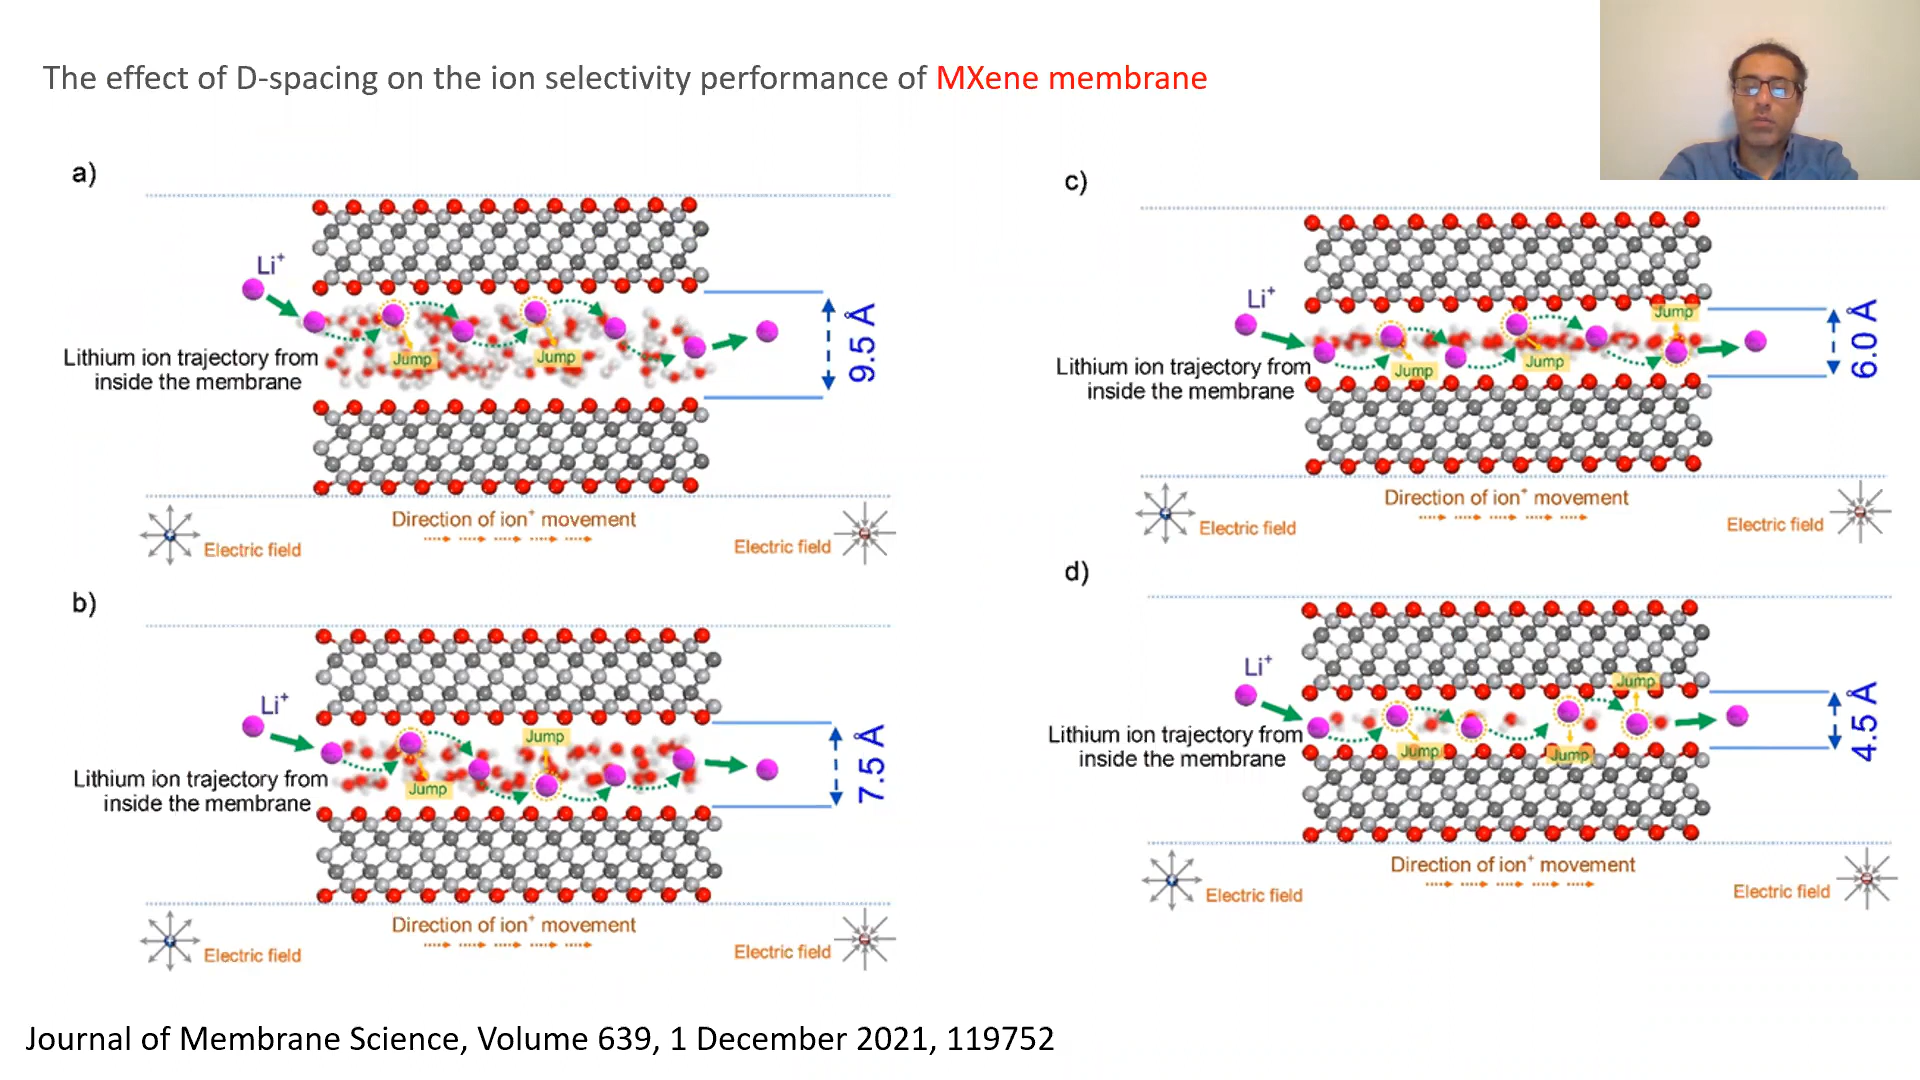 The effect of D-spacing on the ion selectivity performance of MXene membrane
a)
Li⁺
Jump
Jump
Lithium ion trajectory from
inside the membrane
9.5 Å
Direction of ion⁺ movement
Electric field
Electric field
b)
Li⁺
Jump
Jump
Lithium ion trajectory from
inside the membrane
7.5 Å
Direction of ion⁺ movement
Electric field
Electric field
c)
Li⁺
Jump
Jump
Jump
Lithium ion trajectory from
inside the membrane
6.0 Å
Direction of ion⁺ movement
Electric field
Electric field
d)
Li⁺
Jump
Jump
Jump
Lithium ion trajectory from
inside the membrane
4.5 Å
Direction of ion⁺ movement
Electric field
Electric field
Journal of Membrane Science, Volume 639, 1 December 2021, 119752